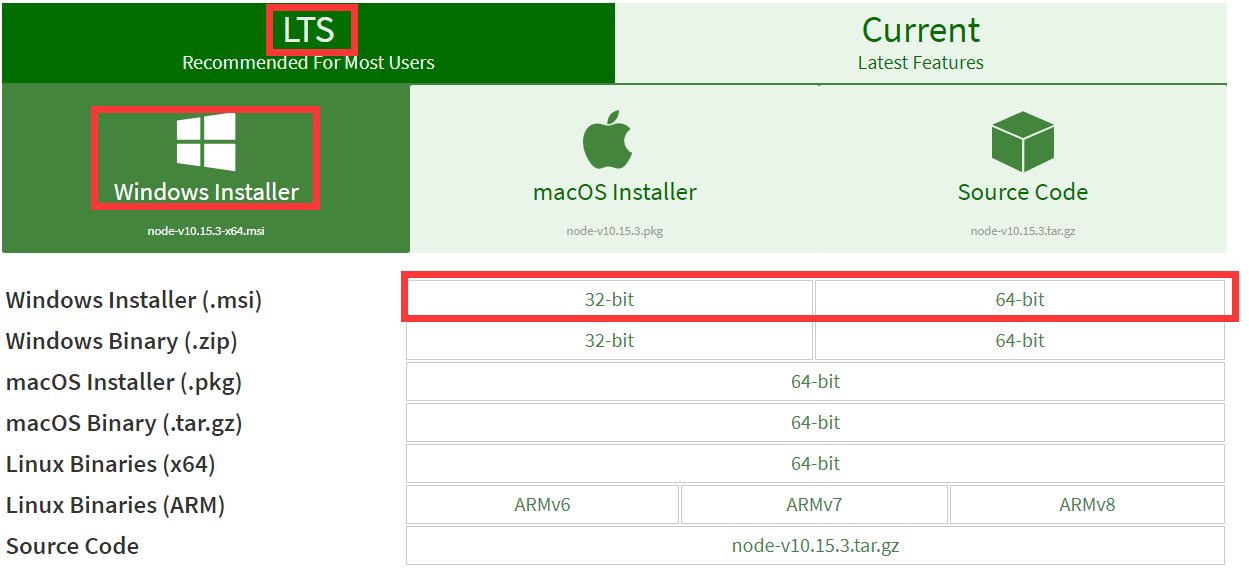 LTS
Recommended For Most Users
Current
Latest Features
Windows Installer
node-v10.15.3-x64.msi
macOS Installer
node-v10.15.3.pkg
Source Code
node-v10.15.3.tar.gz
Windows Installer (.msi) 32-bit 64-bit
Windows Binary (.zip) 32-bit 64-bit
macOS Installer (.pkg) 64-bit
macOS Binary (.tar.gz) 64-bit
Linux Binaries (x64) 64-bit
Linux Binaries (ARM) ARMv6 ARMv7 ARMv8
Source Code node-v10.15.3.tar.gz